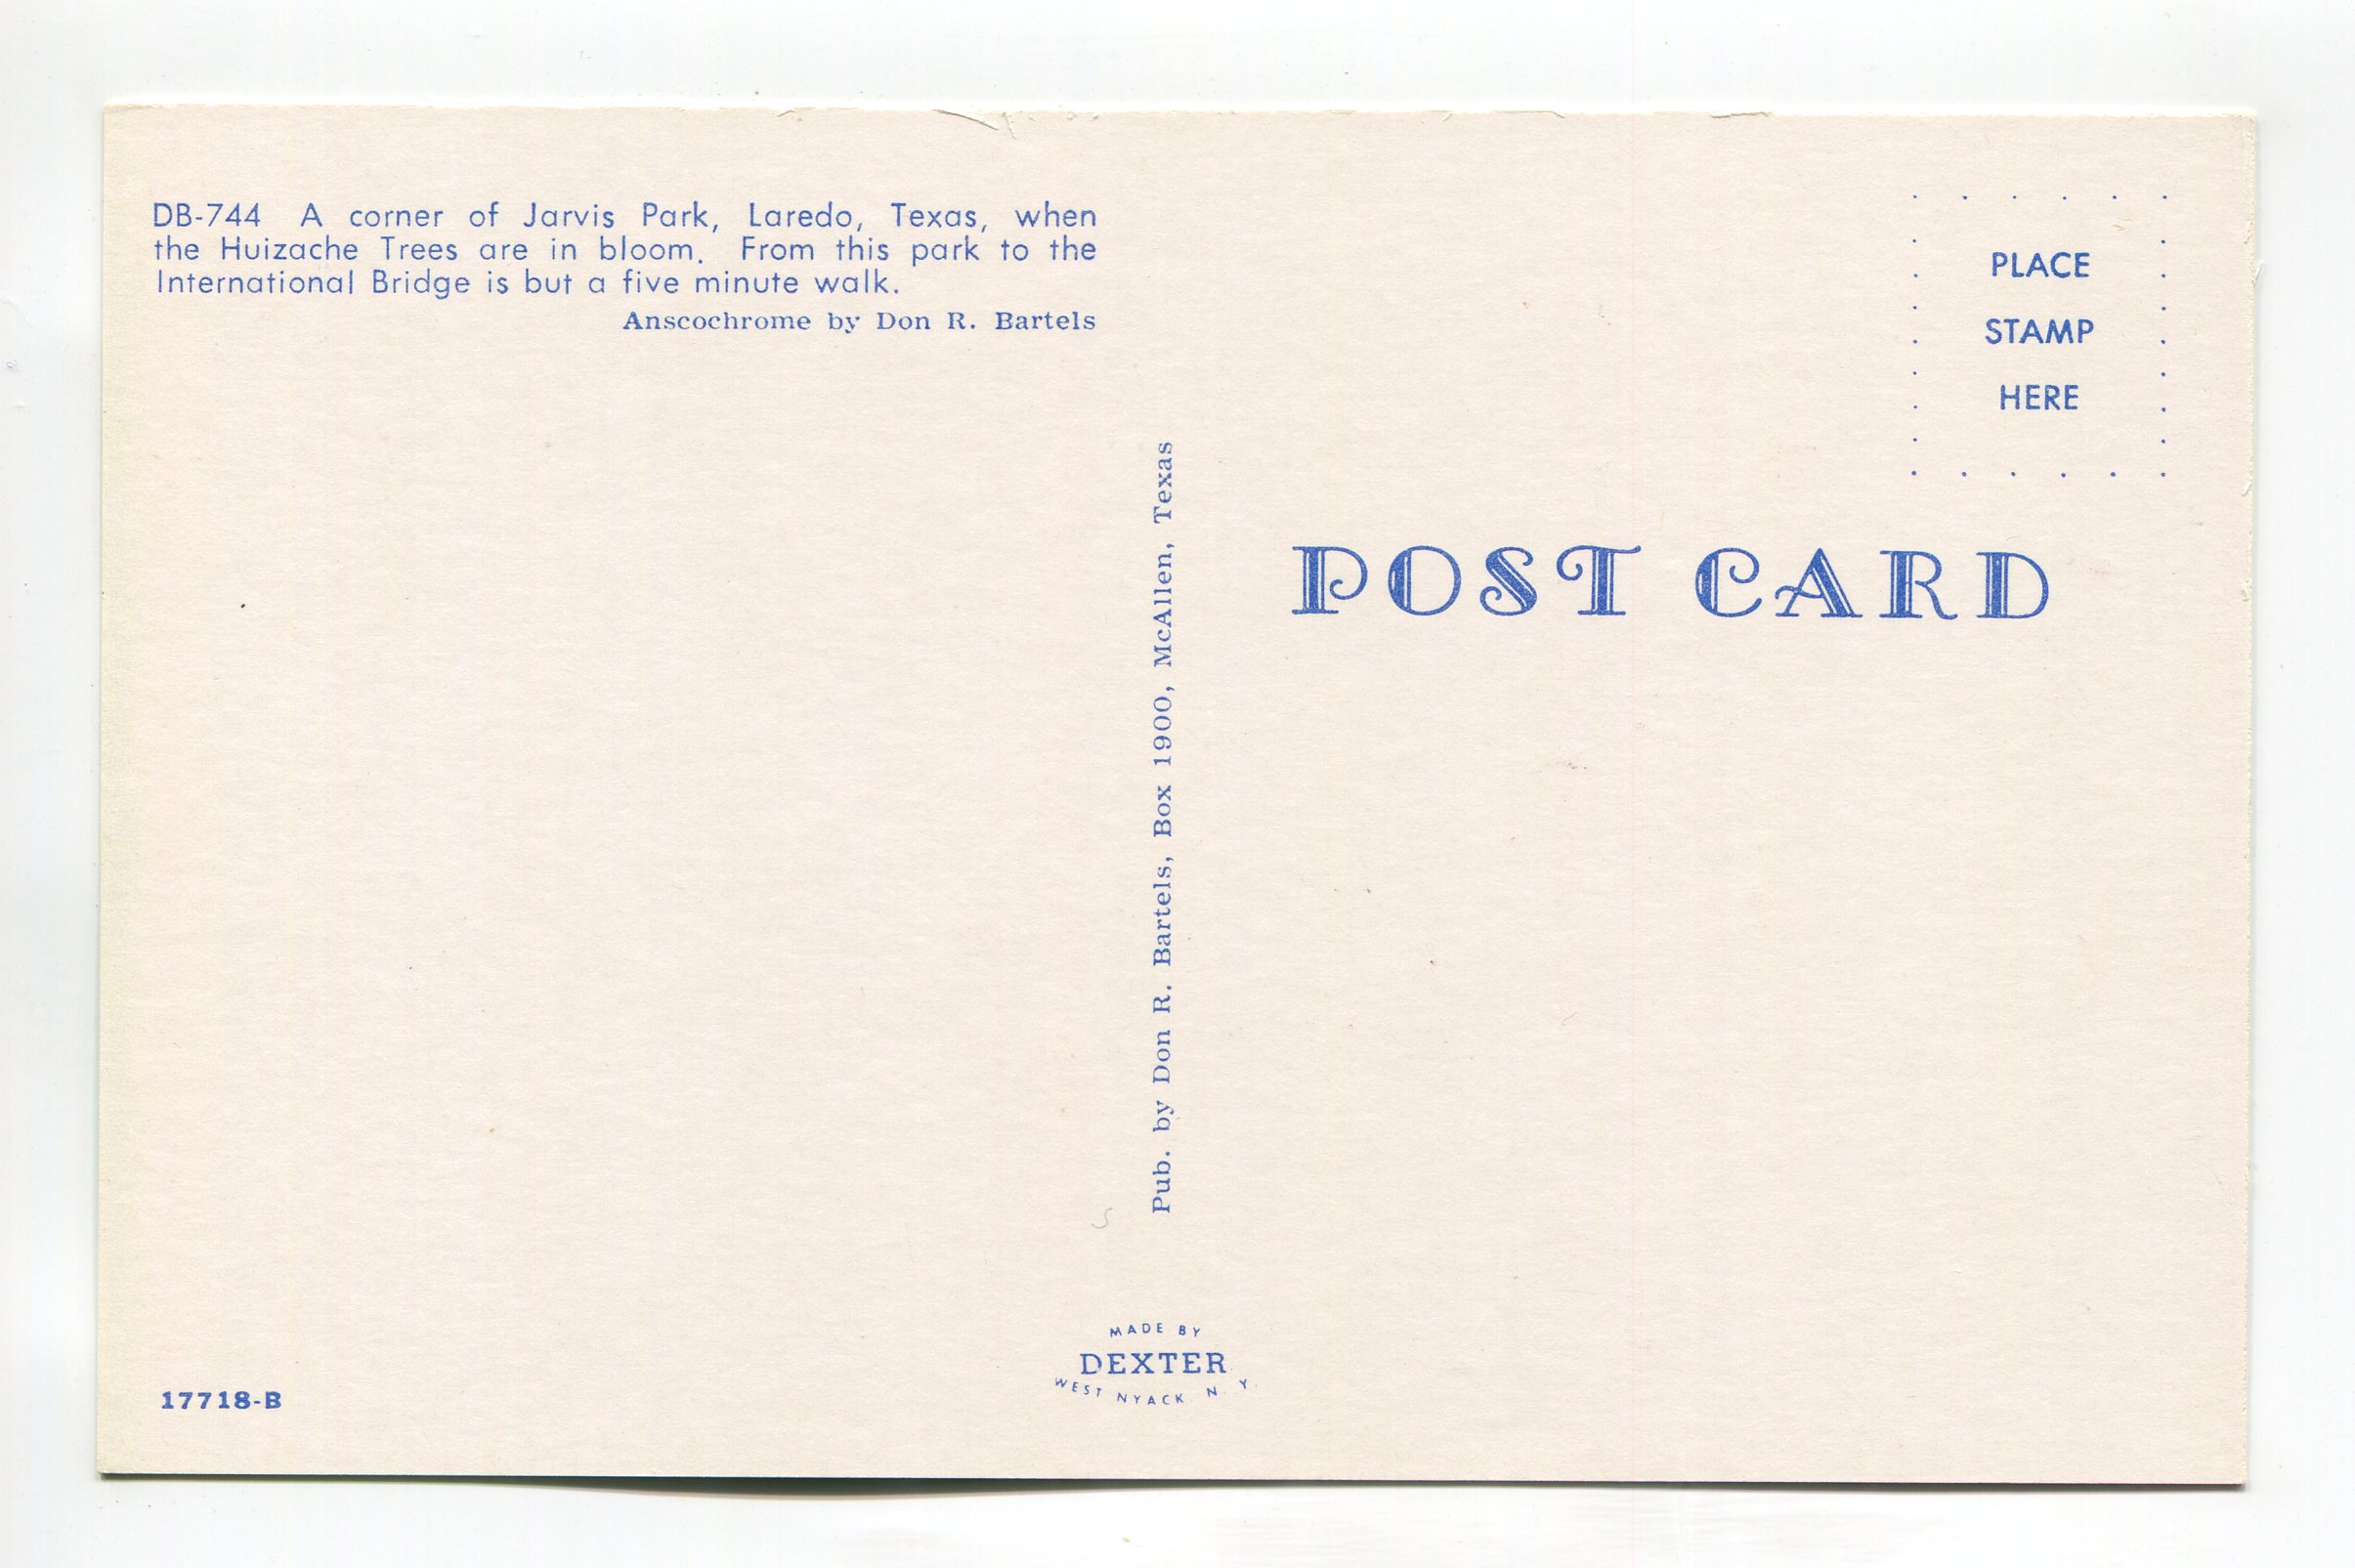 DB-744 A corner of Jarvis Park, Laredo, Texas, when
the Huizache Trees are in bloom. From this park to the
International Bridge is but a five minute walk.
Anscochrome by Don R. Bartels
Pub. by Don R. Bartels, Box 1900, McAllen, Texas
PLACE
STAMP
HERE
POST CARD
MADE BY
DEXTER
WEST NYACK N Y.
17718-B